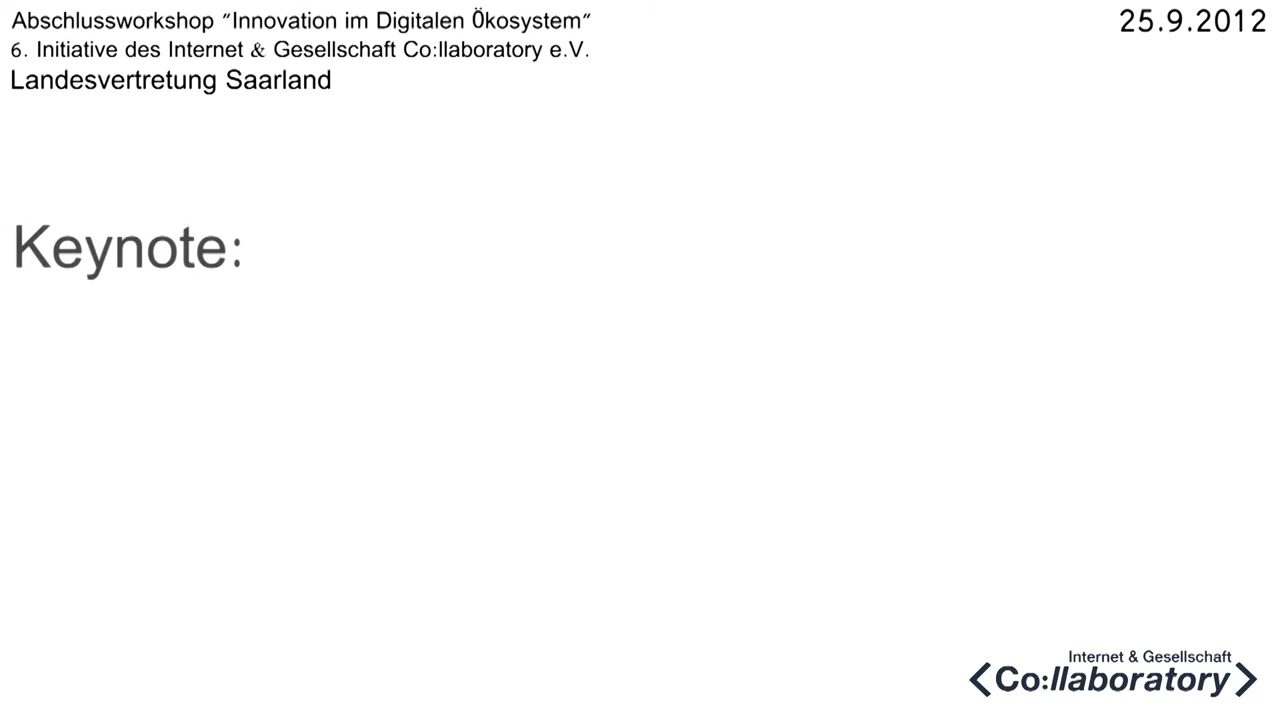 Abschlussworkshop "Innovation im Digitalen Ökosystem"
25.9.2012
6. Initiative des Internet & Gesellschaft Co:llaboratory e.V.
Landesvertretung Saarland
Keynote:
Internet & Gesellschaft
<Co:llaboratory>